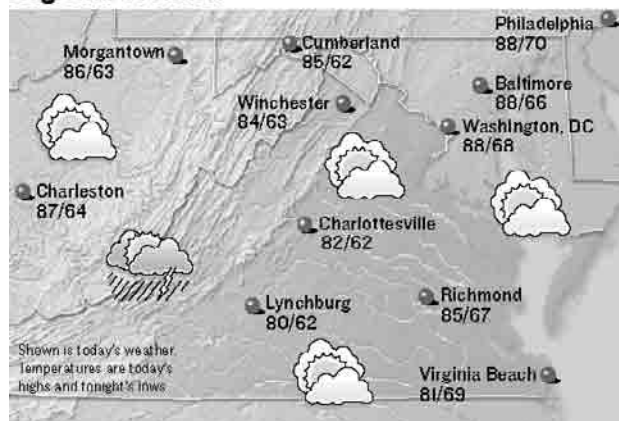 Philadelphia
88/70
Morgantown
86/63
Cumberland
85/62
Baltimore
88/66
Winchester
84/63
Washington, DC
88/68
Charleston
87/64
Charlottesville
82/62
Lynchburg
80/62
Richmond
85/67
Shown is today's weather.
Temperatures are today's
highs and tonight's lows
Virginia Beach
81/69